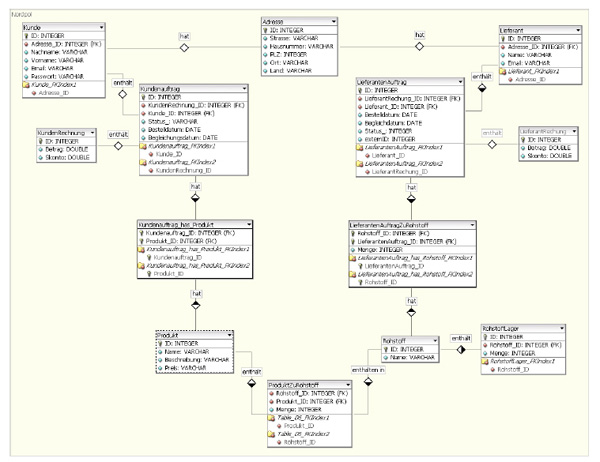 Nordpol
Kunde
ID: INTEGER
Adresse_ID: INTEGER (FK)
Nachname: VARCHAR
Vorname: VARCHAR
Email: VARCHAR
Passwort: VARCHAR
Kunde_FKIndex1
Adresse_ID
hat
Adresse
ID: INTEGER
Strasse: VARCHAR
Hausnummer: VARCHAR
PLZ: INTEGER
Ort: VARCHAR
Land: VARCHAR
hat
Lieferant
ID: INTEGER
Adresse_ID: INTEGER (FK)
Name: VARCHAR
Email: VARCHAR
Lieferant_FKIndex1
Adresse_ID
enthält
Kundenauftrag
ID: INTEGER
KundenRechnung_ID: INTEGER (FK)
Kunde_ID: INTEGER (FK)
Status_: VARCHAR
Bestelldatum: DATE
Begleichungsdatum: DATE
Kundenauftrag_FKIndex1
Kunde_ID
Kundenauftrag_FKIndex2
KundenRechnung_ID
enthält
LieferantenAuftrag
ID: INTEGER
LieferantRechung_ID: INTEGER (FK)
Lieferant_ID: INTEGER (FK)
Bestelldatum: DATE
Begleichdatum: DATE
Status_: INTEGER
externID: INTEGER
LieferantenAuftrag_FKIndex1
Lieferant_ID
LieferantenAuftrag_FKIndex2
LieferantRechung_ID
KundenRechnung
ID: INTEGER
Betrag: DOUBLE
Skonto: DOUBLE
enthält
enthält
LieferantRechung
ID: INTEGER
Betrag: DOUBLE
Skonto: DOUBLE
hat
hat
Kundenauftrag_has_Produkt
Kundenauftrag_ID: INTEGER (FK)
Produkt_ID: INTEGER (FK)
Kundenauftrag_has_Produkt_FKIndex1
Kundenauftrag_ID
Kundenauftrag_has_Produkt_FKIndex2
Produkt_ID
LieferantenAuftragZuRohstoff
Rohstoff_ID: INTEGER (FK)
LieferantenAuftrag_ID: INTEGER (FK)
Menge: INTEGER
LieferantenAuftrag_has_Rohstoff_FKIndex1
LieferantenAuftrag_ID
LieferantenAuftrag_has_Rohstoff_FKIndex2
Rohstoff_ID
hat
hat
Produkt
ID: INTEGER
Name: VARCHAR
Beschreibung: VARCHAR
Preis: VARCHAR
enthält
Rohstoff
ID: INTEGER
Name: VARCHAR
enthält
RohstoffLager
ID: INTEGER
Rohstoff_ID: INTEGER (FK)
Menge: INTEGER
RohstoffLager_FKIndex1
Rohstoff_ID
enthalten in
ProduktZuRohstoff
Rohstoff_ID: INTEGER (FK)
Produkt_ID: INTEGER (FK)
Menge: INTEGER
Table_06_FKIndex1
Produkt_ID
Table_06_FKIndex2
Rohstoff_ID